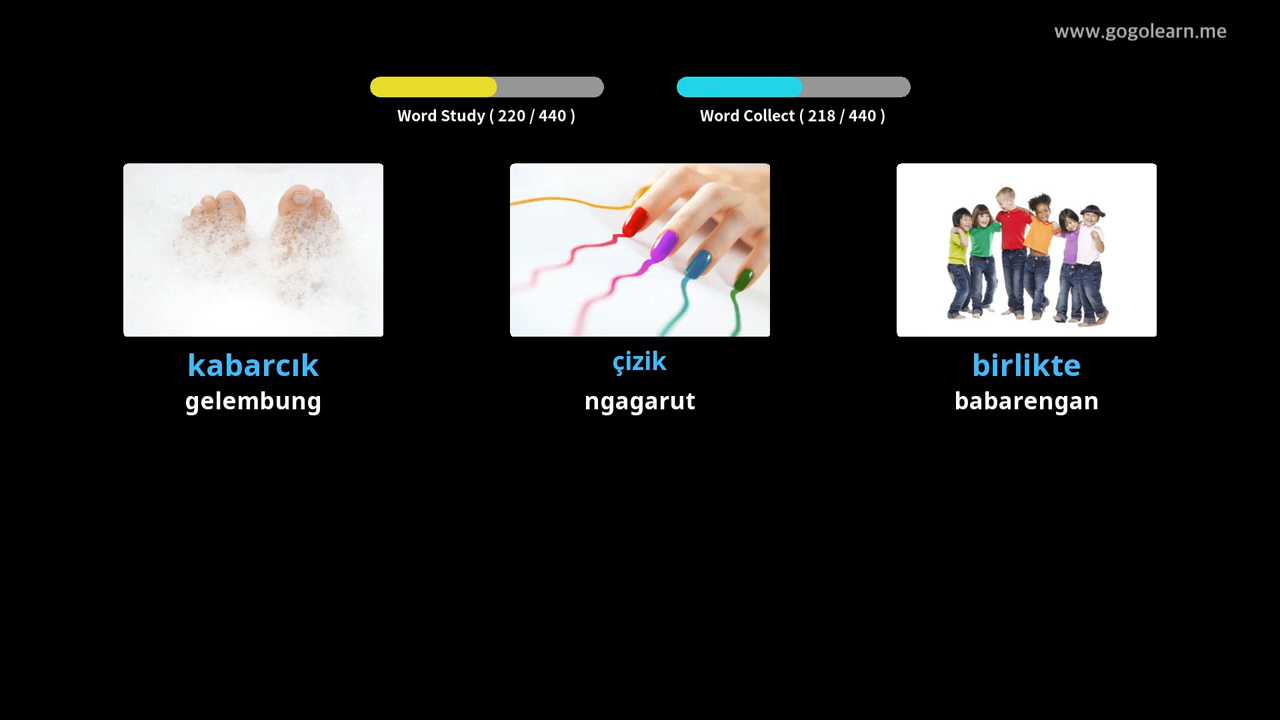 www.gogolearn.me
Word Study ( 220 / 440 )
Word Collect ( 218 / 440 )
kabarcık
gelembung
çizik
ngagarut
birlikte
babarengan